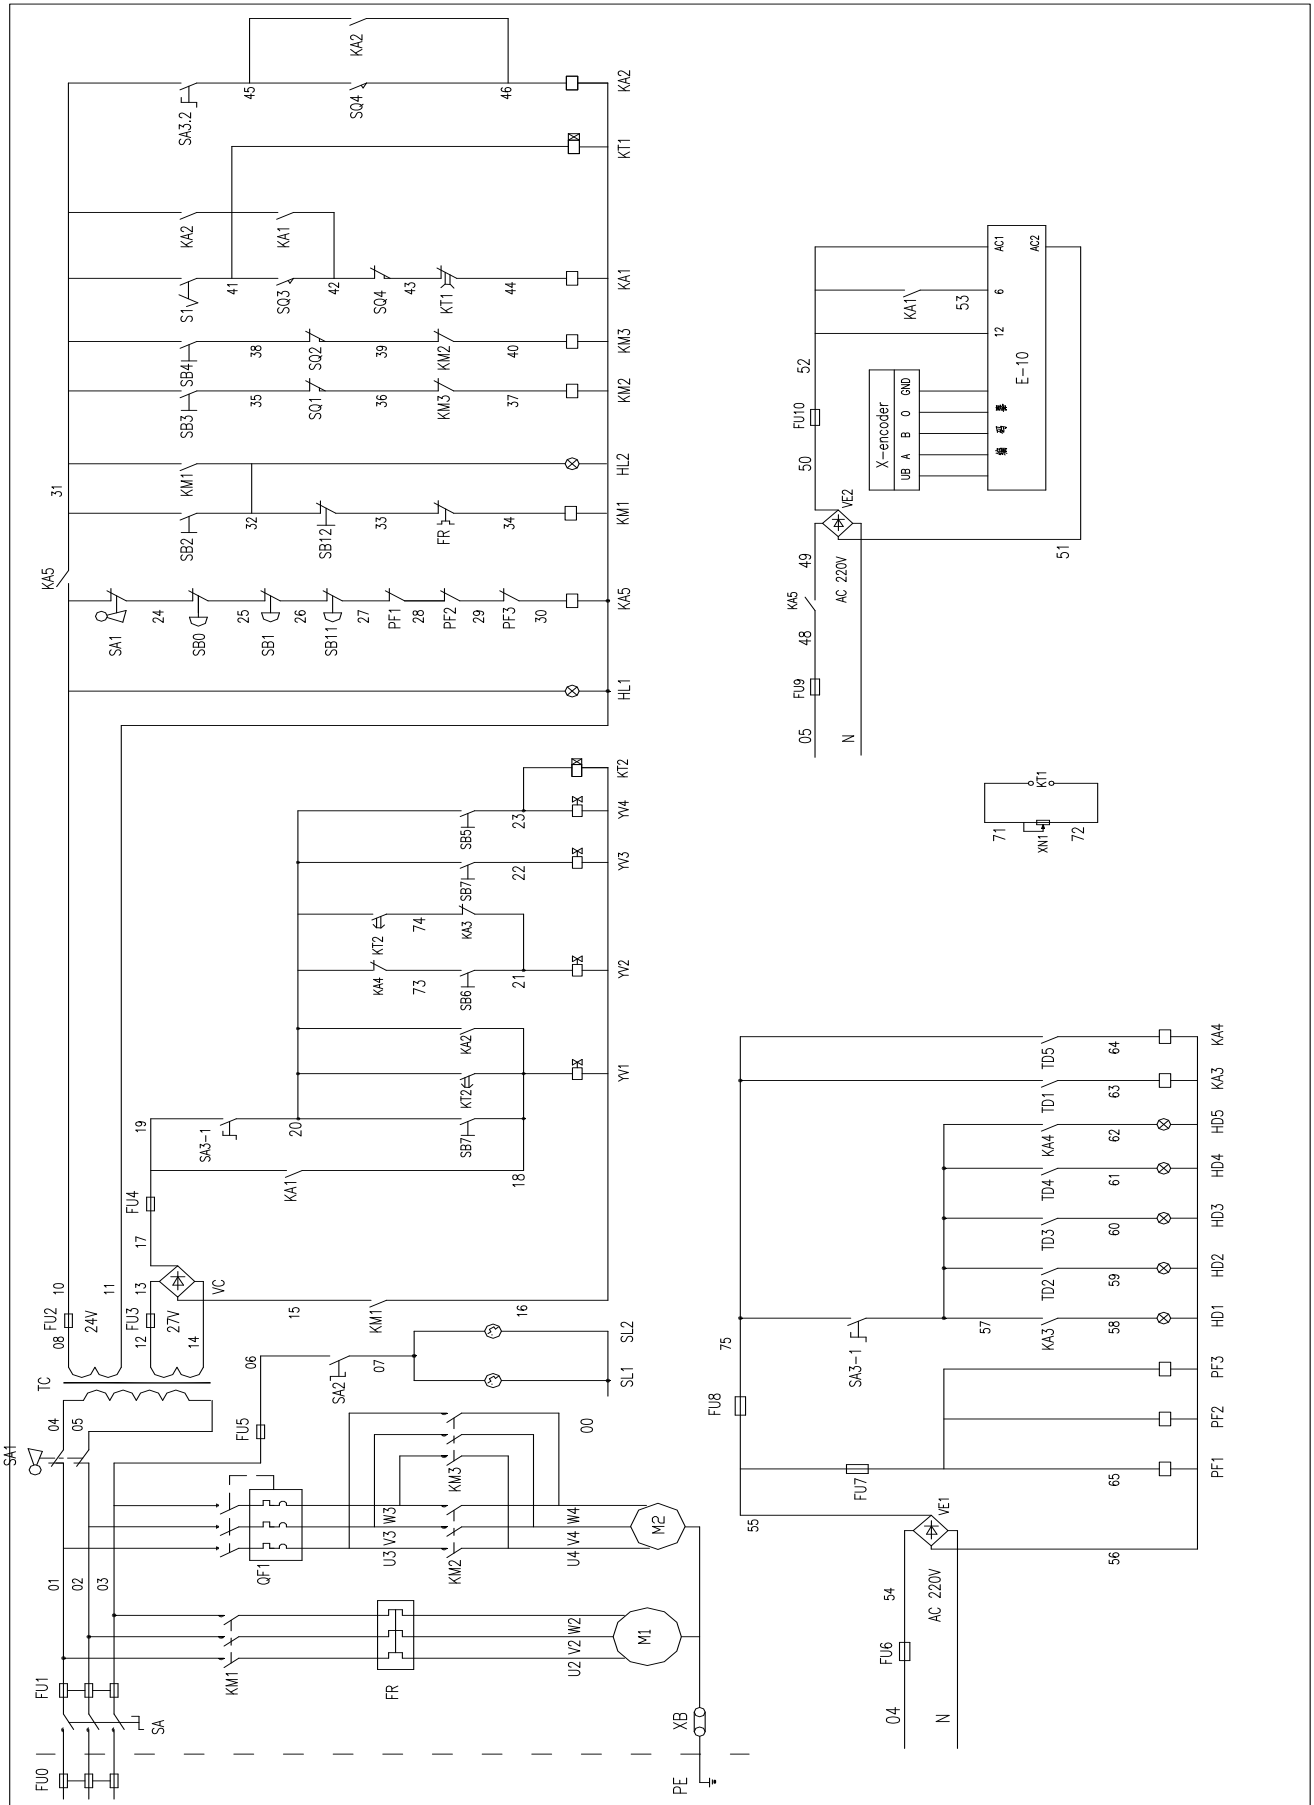 FU0
SA
FU1
01
02
03
SA1
04
05
TC
08
FU2
10
24V
11
12
FU3
13
27V
14
VC
17
FU4
19
15
KM1
16
KM1
FR
U2
V2
W2
M1
QF1
U3
V3
W3
KM2
KM3
U4
V4
W4
M2
PE
XB
FU5
06
SA2
07
00
SL1
SL2
SA3-1
20
KA1
18
SB7
KT2
KA2
KA4
73
SB6
21
KT2
74
KA3
SB7
22
SB5
23
YV1
YV2
YV3
YV4
KT2
HL1
SA1
24
SB0
25
SB1
26
SB11
27
PF1
28
PF2
29
PF3
30
KA5
KA5
31
SB2
32
SB12
33
FR
34
KM1
KM1
HL2
SB3
35
SQ1
36
KM3
37
KM2
SB4
38
SQ2
39
KM2
40
KM3
S1
41
SQ3
42
SQ4
43
KT1
44
KA1
KA2
KA1
KT1
SA3.2
45
SQ4
46
KA2
KA2
04
N
FU6
54
AC 220V
VE1
55
56
FU8
75
FU7
65
PF1
PF2
PF3
SA3-1
57
KA3
58
HD1
TD2
59
HD2
TD3
60
HD3
TD4
61
HD4
KA4
62
HD5
TD1
63
KA3
TD5
64
KA4
71
XN1
72
KT1
05
N
FU9
48
KA5
49
AC 220V
VE2
50
FU10
52
51
X-encoder
UB A B 0 GND
编 码 器
E-10
12
6
AC1
AC2
KA1
53